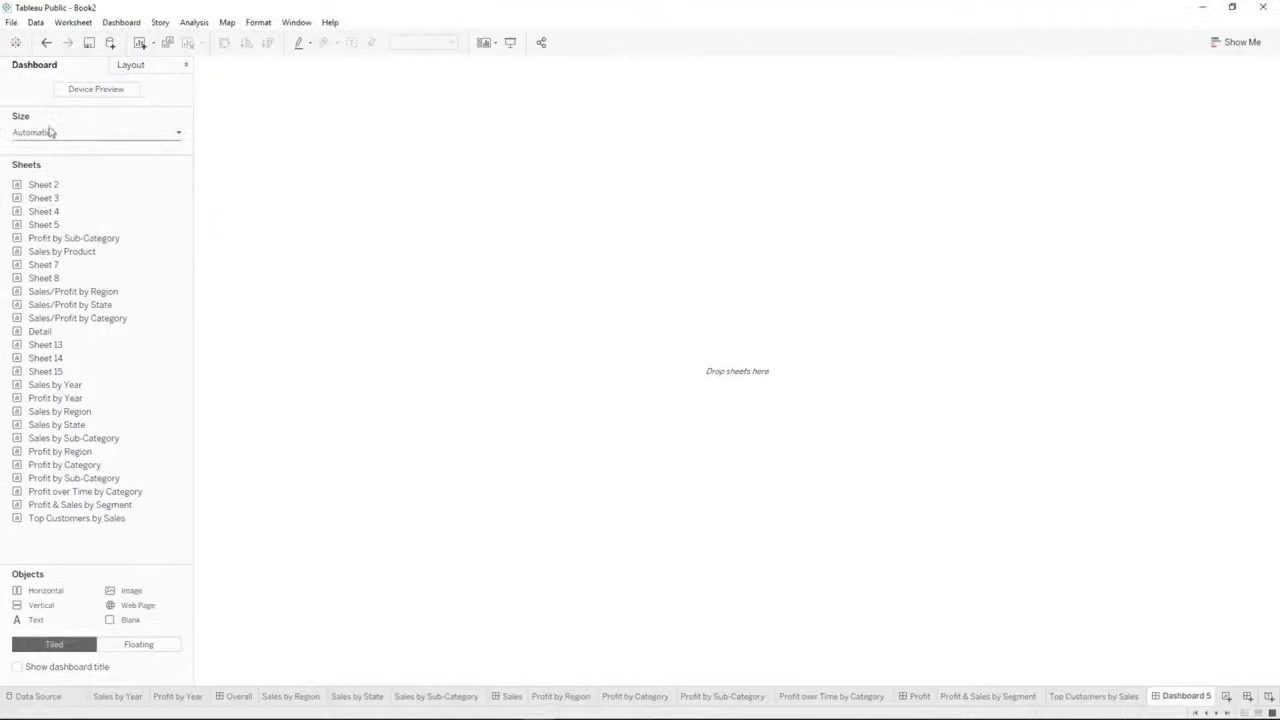 Tableau Public - Book2
File Data Worksheet Dashboard Story Analysis Map Format Window Help
Show Me
Dashboard Layout
Device Preview
Size
Automatic
Sheets
Sheet 2
Sheet 3
Sheet 4
Sheet 5
Profit by Sub-Category
Sales by Product
Sheet 7
Sheet 8
Sales/Profit by Region
Sales/Profit by State
Sales/Profit by Category
Detail
Sheet 13
Sheet 14
Sheet 15
Sales by Year
Profit by Year
Sales by Region
Sales by State
Sales by Sub-Category
Profit by Region
Profit by Category
Profit by Sub-Category
Profit over Time by Category
Profit & Sales by Segment
Top Customers by Sales
Drop sheets here
Objects
Horizontal Image
Vertical Web Page
A Text Blank
Tiled Floating
Show dashboard title
Data Source Sales by Year Profit by Year Overall Sales by Region Sales by State Sales by Sub-Category Sales Profit by Region Profit by Category Profit by Sub-Category Profit over Time by Category Profit Profit & Sales by Segment Top Customers by Sales Dashboard 5